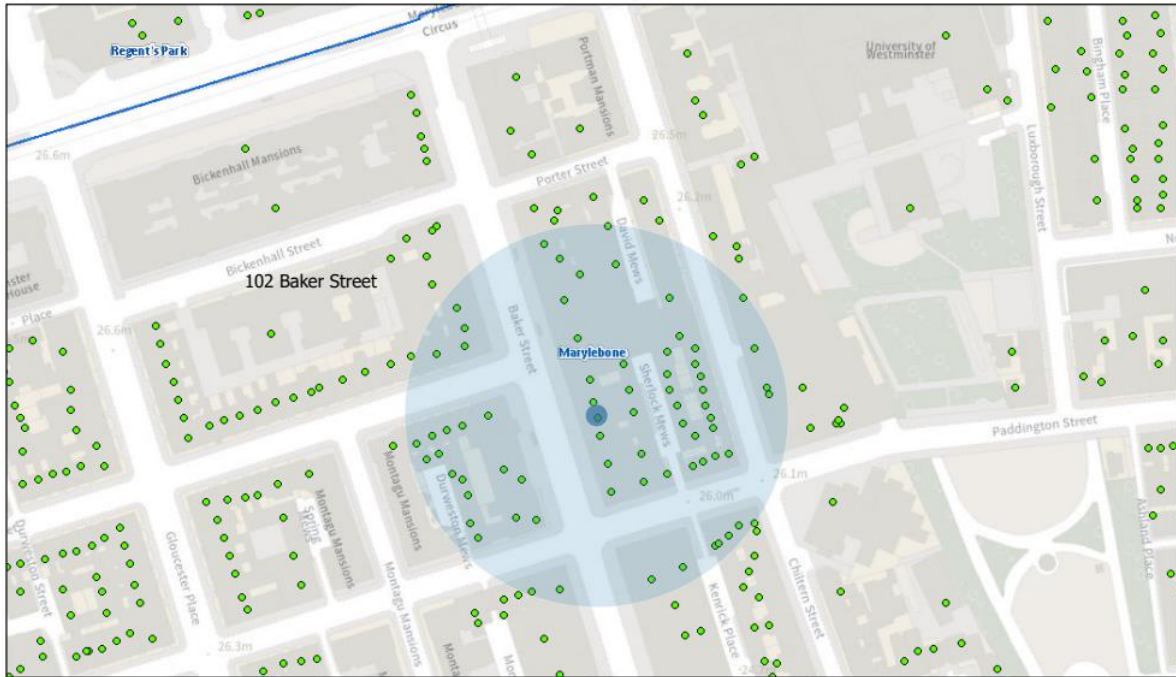 Circus
Regent's Park
Portman Mansions
University of
Westminster
Bingham Place
Luxborough Street
26.5m
26.6m
Bickenhall Mansions
Porter Street
26.2m
David Mews
Bickenhall Street
102 Baker Street
House
Place
26.6m
Baker Street
Marylebone
Sherlock Mews
Paddington Street
26.1m
26.0m
Durweston Mews
Montagu Mansions
Montagu Mansions
Spring
Mews
Durweston Street
Gloucester Place
Montagu Mansions
Chiltern Street
Kenrick Place
Ashland Place
26.3m